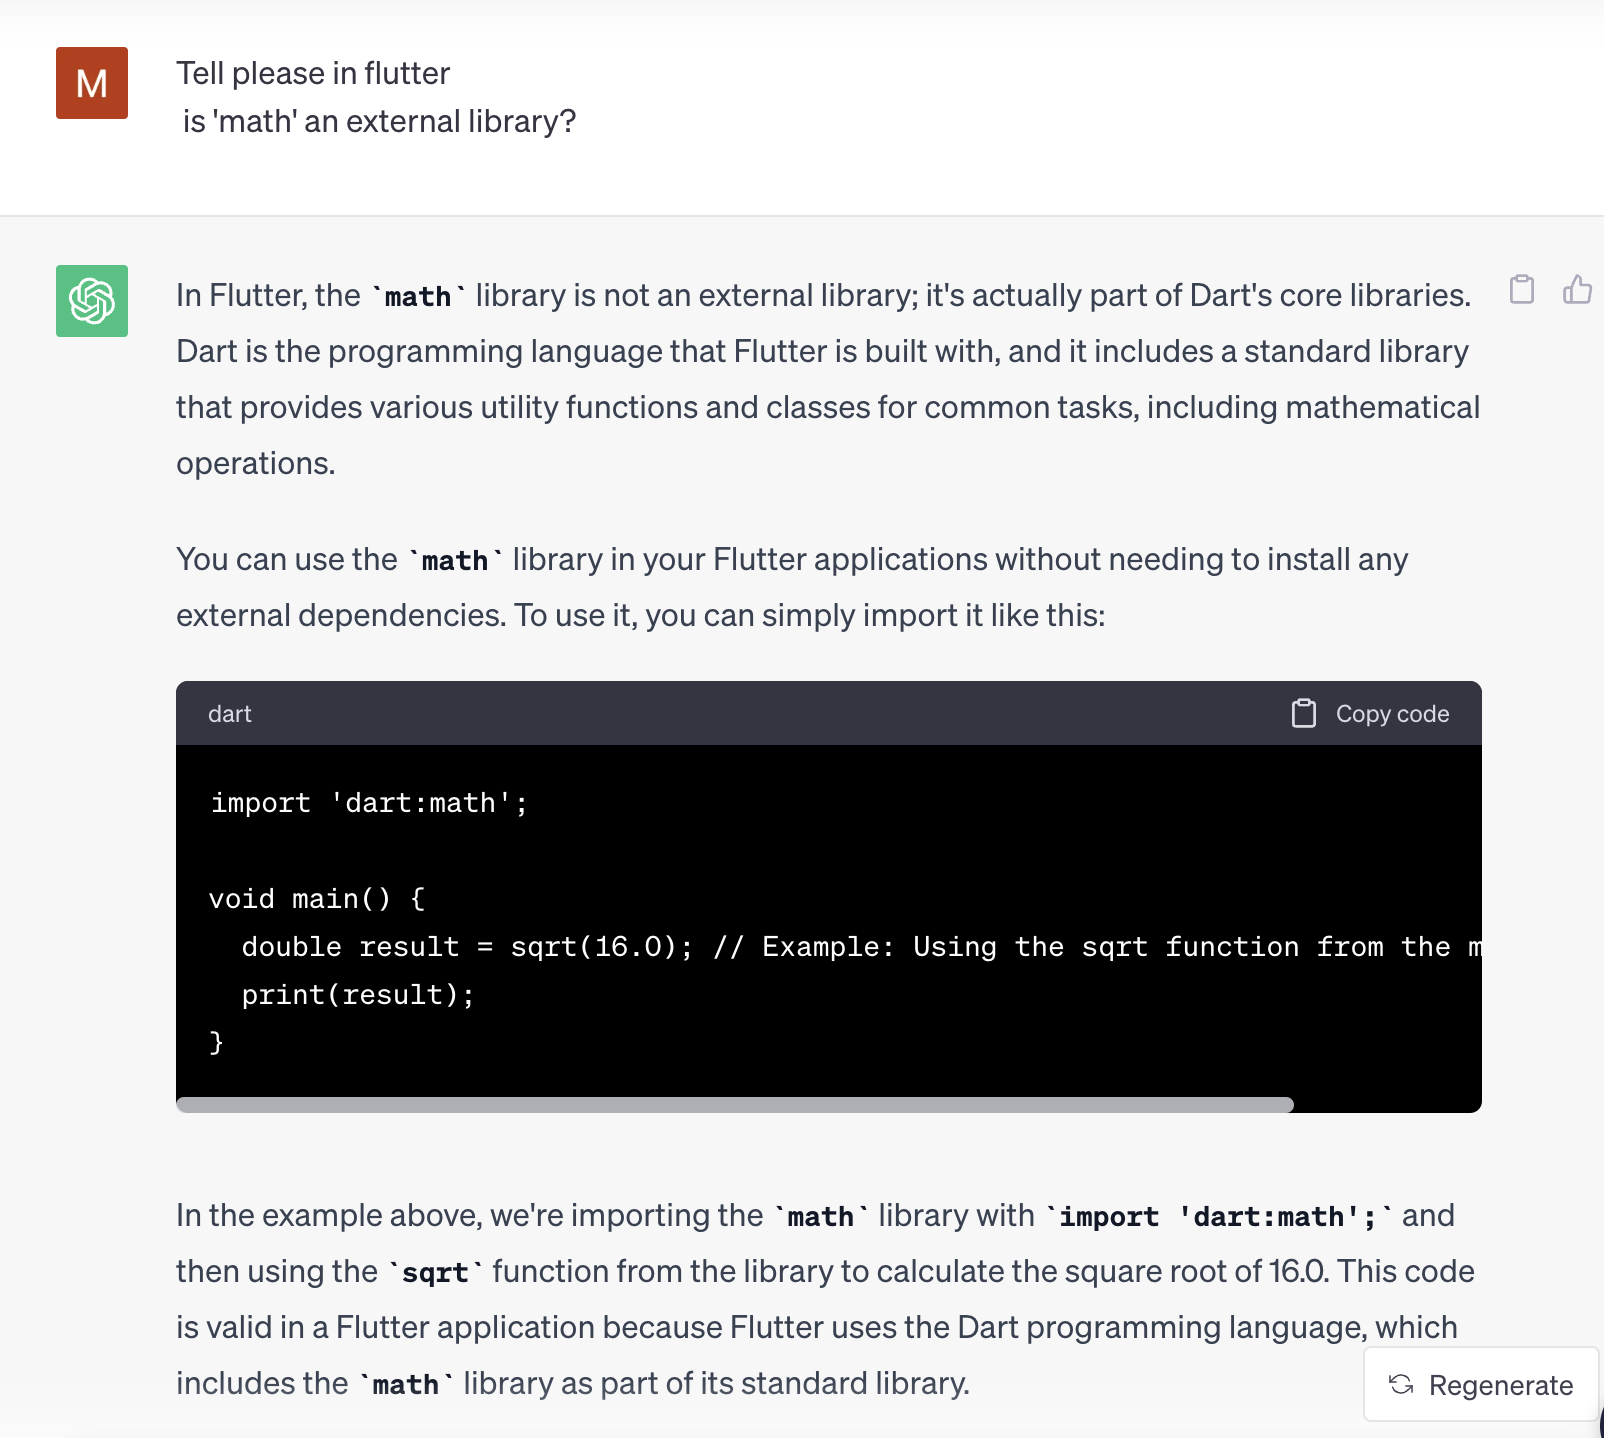 M
Tell please in flutter
is 'math' an external library?
In Flutter, the `math` library is not an external library; it's actually part of Dart's core libraries.
Dart is the programming language that Flutter is built with, and it includes a standard library
that provides various utility functions and classes for common tasks, including mathematical
operations.
You can use the `math` library in your Flutter applications without needing to install any
external dependencies. To use it, you can simply import it like this:
dart Copy code
import 'dart:math';
void main() {
  double result = sqrt(16.0); // Example: Using the sqrt function from the m
  print(result);
}
In the example above, we're importing the `math` library with `import 'dart:math';` and
then using the `sqrt` function from the library to calculate the square root of 16.0. This code
is valid in a Flutter application because Flutter uses the Dart programming language, which
includes the `math` library as part of its standard library.
Regenerate